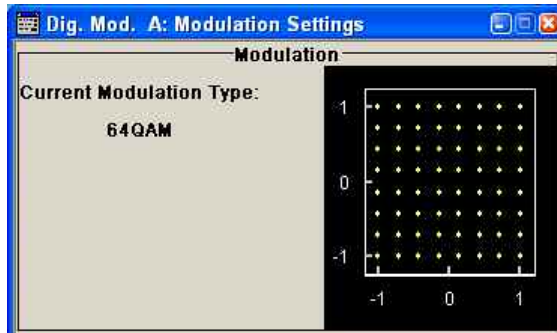 Dig. Mod. A: Modulation Settings
Modulation
Current Modulation Type:
64QAM
1
0
-1
-1 0 1